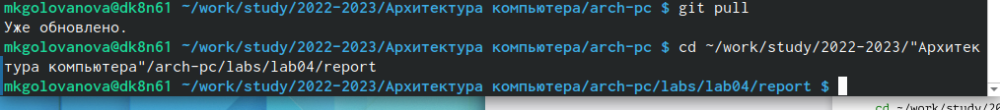 mkgolovanova@dk8n61 ~/work/study/2022-2023/Архитектура компьютера/arch-pc $ git pull
Уже обновлено.
mkgolovanova@dk8n61 ~/work/study/2022-2023/Архитектура компьютера/arch-pc $ cd ~/work/study/2022-2023/"Архитек
тура компьютера"/arch-pc/labs/lab04/report
mkgolovanova@dk8n61 ~/work/study/2022-2023/Архитектура компьютера/arch-pc/labs/lab04/report $
cd ~/work/study/20